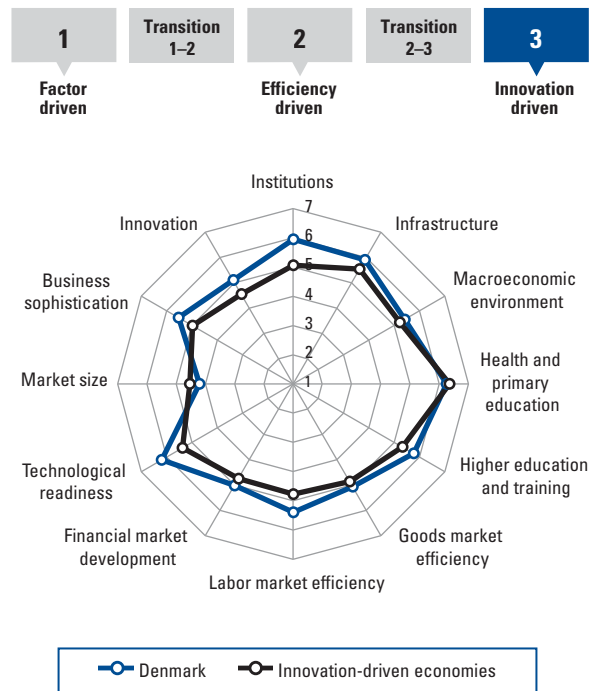 1
Transition
1–2
2
Transition
2–3
3
Factor
driven
Efficiency
driven
Innovation
driven
Institutions
7
6
5
4
3
2
1
Infrastructure
Macroeconomic
environment
Health and
primary
education
Higher education
and training
Goods market
efficiency
Labor market efficiency
Financial market
development
Technological
readiness
Market size
Business
sophistication
Innovation
Denmark
Innovation-driven economies